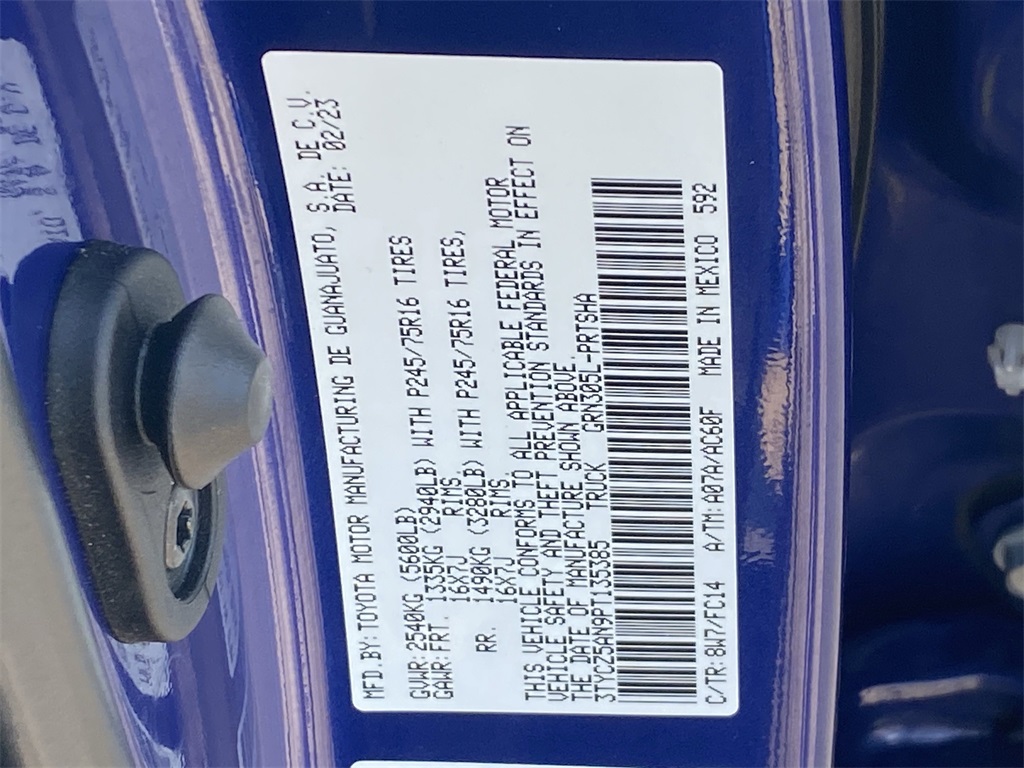 MFD.BY:TOYOTA MOTOR MANUFACTURING DE GUANAJUATO, S.A. DE C.V.
DATE: 02/23
GVWR:2540KG (5600LB)
GAWR:FRT. 1335KG (2940LB) WITH P245/75R16 TIRES
16X7J RIMS.
RR. 1490KG (3280LB) WITH P245/75R16 TIRES,
16X7J RIMS.
THIS VEHICLE CONFORMS TO ALL APPLICABLE FEDERAL MOTOR
VEHICLE SAFETY AND THEFT PREVENTION STANDARDS IN EFFECT ON
THE DATE OF MANUFACTURE SHOWN ABOVE.
3TYCZ5AN9PT135385 TRUCK GRN305L-PRTSHA
C/TR:8W7/FC14 A/TM:A07A/AC60F MADE IN MEXICO 592